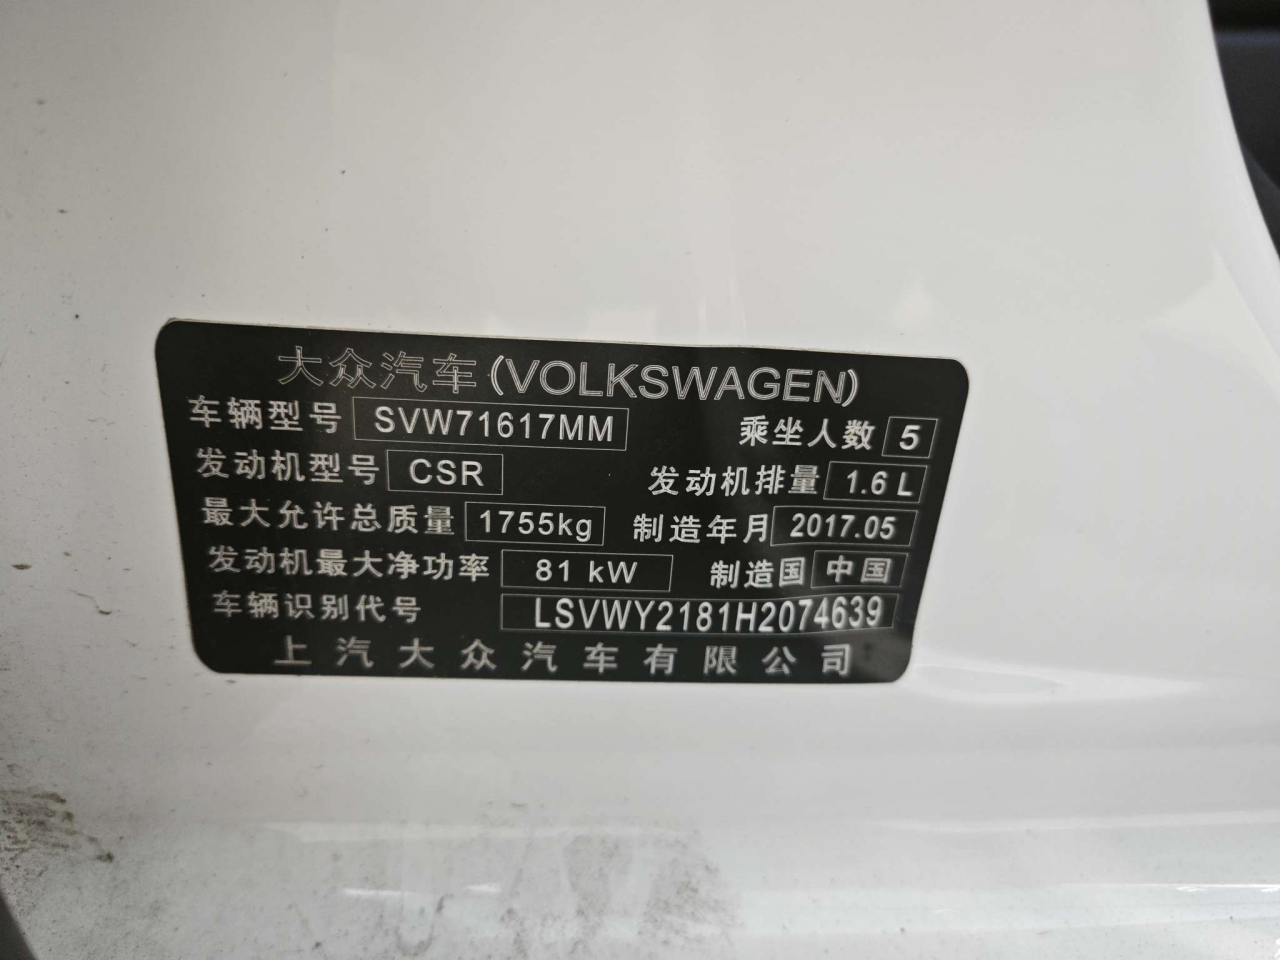 大众汽车(VOLKSWAGEN)
车辆型号 SVW71617MM 乘坐人数 5
发动机型号 CSR 发动机排量 1.6 L
最大允许总质量 1755kg 制造年月 2017.05
发动机最大净功率 81 kW 制造国 中国
车辆识别代号 LSVWY2181H2074639
上汽大众汽车有限公司